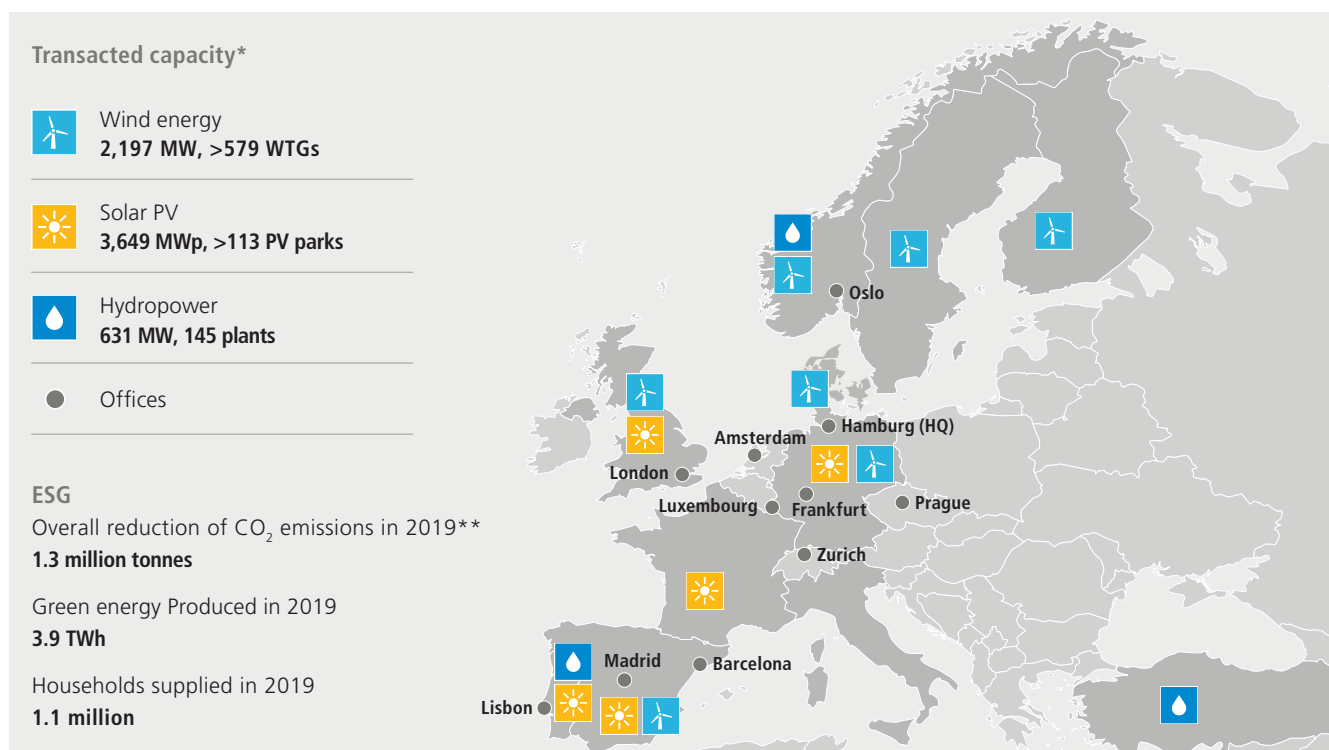 Transacted capacity*
Wind energy
2,197 MW, >579 WTGs
Solar PV
3,649 MWp, >113 PV parks
Hydropower
631 MW, 145 plants
Offices
ESG
Overall reduction of CO2 emissions in 2019**
1.3 million tonnes
Green energy Produced in 2019
3.9 TWh
Households supplied in 2019
1.1 million
Oslo
Hamburg (HQ)
Amsterdam
London
Luxembourg
Frankfurt
Prague
Zurich
Madrid
Barcelona
Lisbon